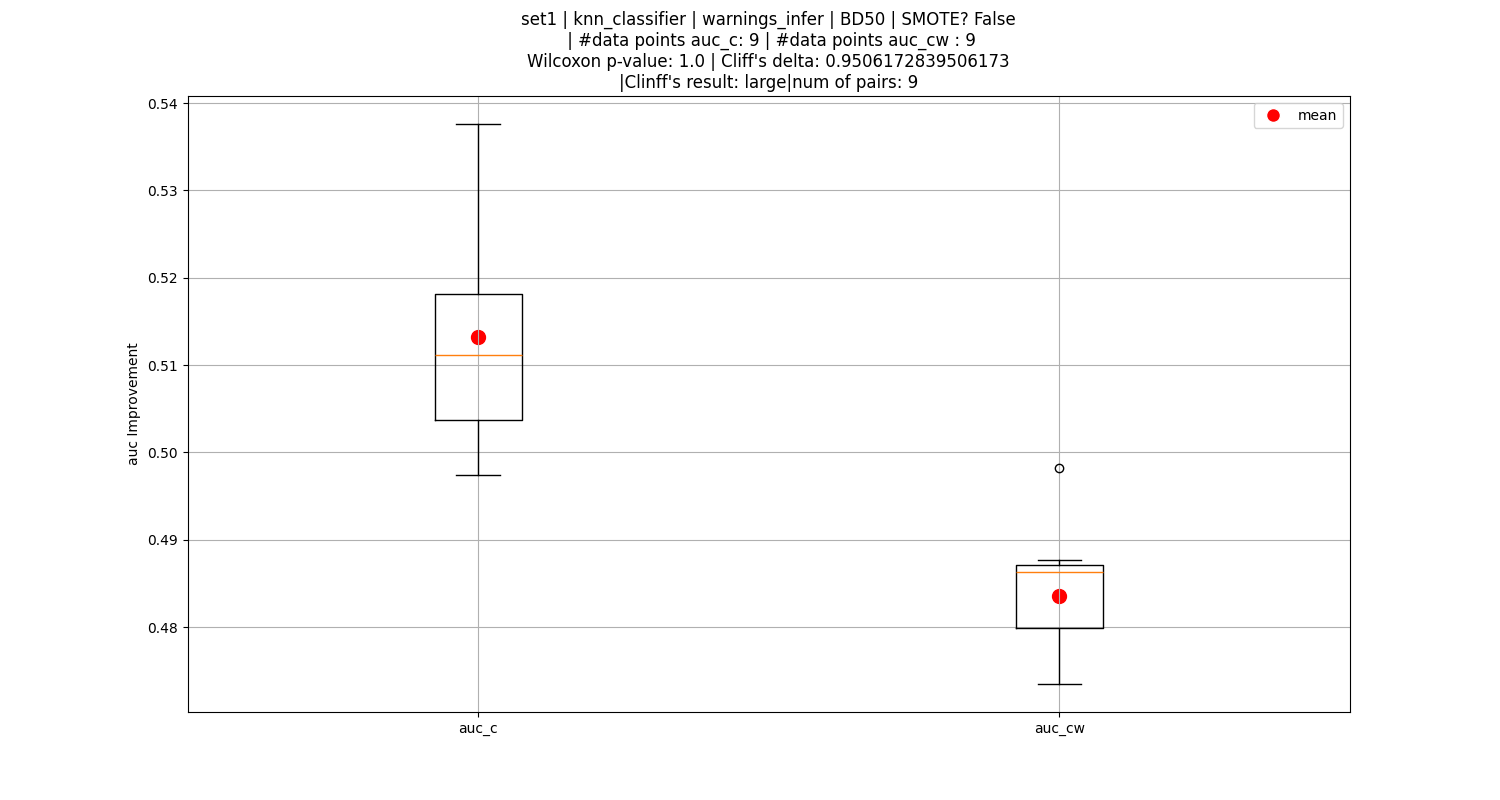 set1 | knn_classifier | warnings_infer | BD50 | SMOTE? False
| #data points auc_c: 9 | #data points auc_cw : 9
Wilcoxon p-value: 1.0 | Cliff's delta: 0.9506172839506173
|Clinff's result: large|num of pairs: 9
mean
0.54
0.53
0.52
0.51
0.50
0.49
0.48
auc Improvement
auc_c
auc_cw